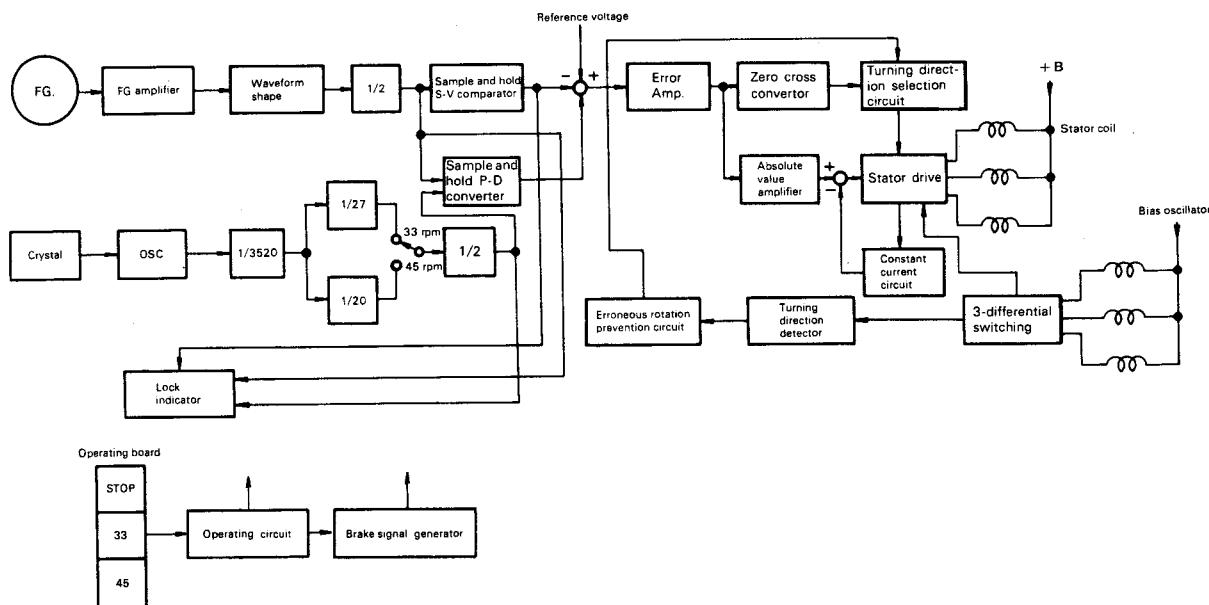 Reference voltage
FG.
FG amplifier
Waveform
shape
1/2
Sample and hold
S-V comparator
−
+
Error
Amp.
Zero cross
convertor
Turning direct-
ion selection
circuit
+B
Stator coil
Sample and
hold P-D
converter
Absolute
value
amplifier
+
−
Stator drive
Bias oscillator
Crystal
OSC
1/3520
1/27
33 rpm
45 rpm
1/20
1/2
Constant
current
circuit
Erroneous rotation
prevention circuit
Turning
direction
detector
3-differential
switching
Lock
indicator
Operating board
STOP
33
45
Operating circuit
Brake signal generator